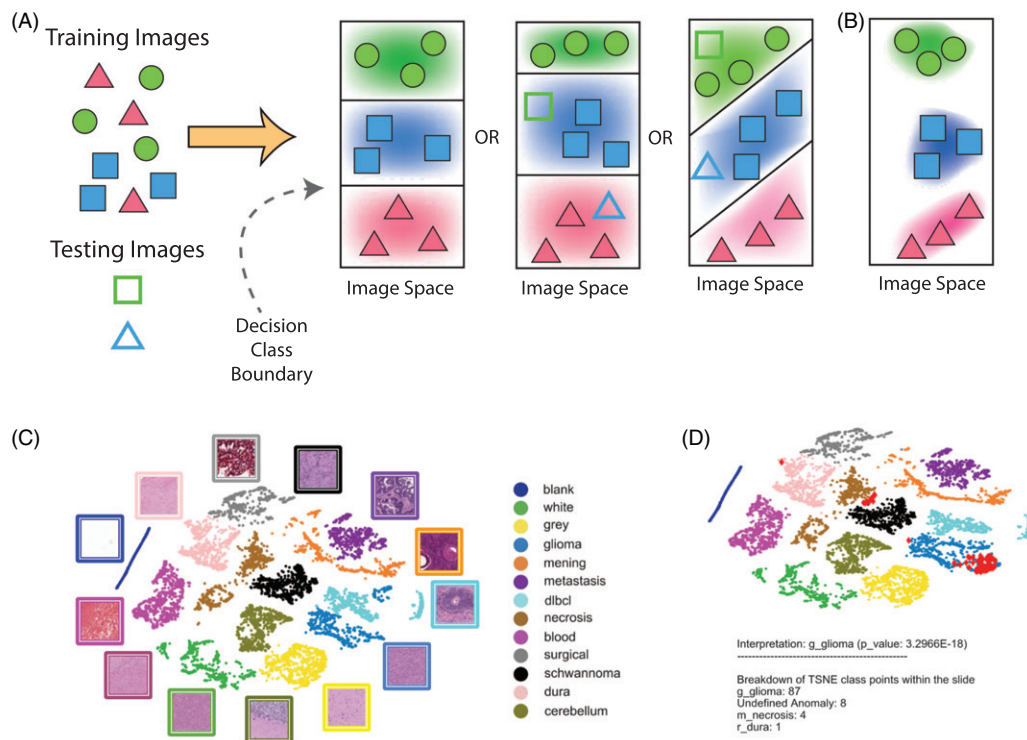 (A)
Training Images
Testing Images
Decision
Class
Boundary
OR
OR
Image Space
Image Space
Image Space
(B)
Image Space
(C)
blank
white
grey
glioma
mening
metastasis
dlbcl
necrosis
blood
surgical
schwannoma
dura
cerebellum
(D)
Interpretation: g_glioma (p_value: 3.2966E-18)
----------------------------------------------
Breakdown of TSNE class points within the slide
g_glioma: 87
Undefined Anomaly: 8
m_necrosis: 4
r_dura: 1